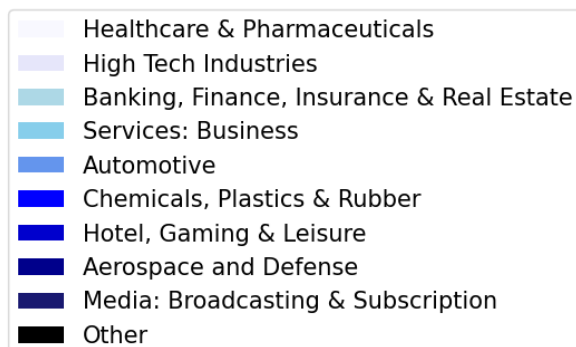 Healthcare & Pharmaceuticals
High Tech Industries
Banking, Finance, Insurance & Real Estate
Services: Business
Automotive
Chemicals, Plastics & Rubber
Hotel, Gaming & Leisure
Aerospace and Defense
Media: Broadcasting & Subscription
Other